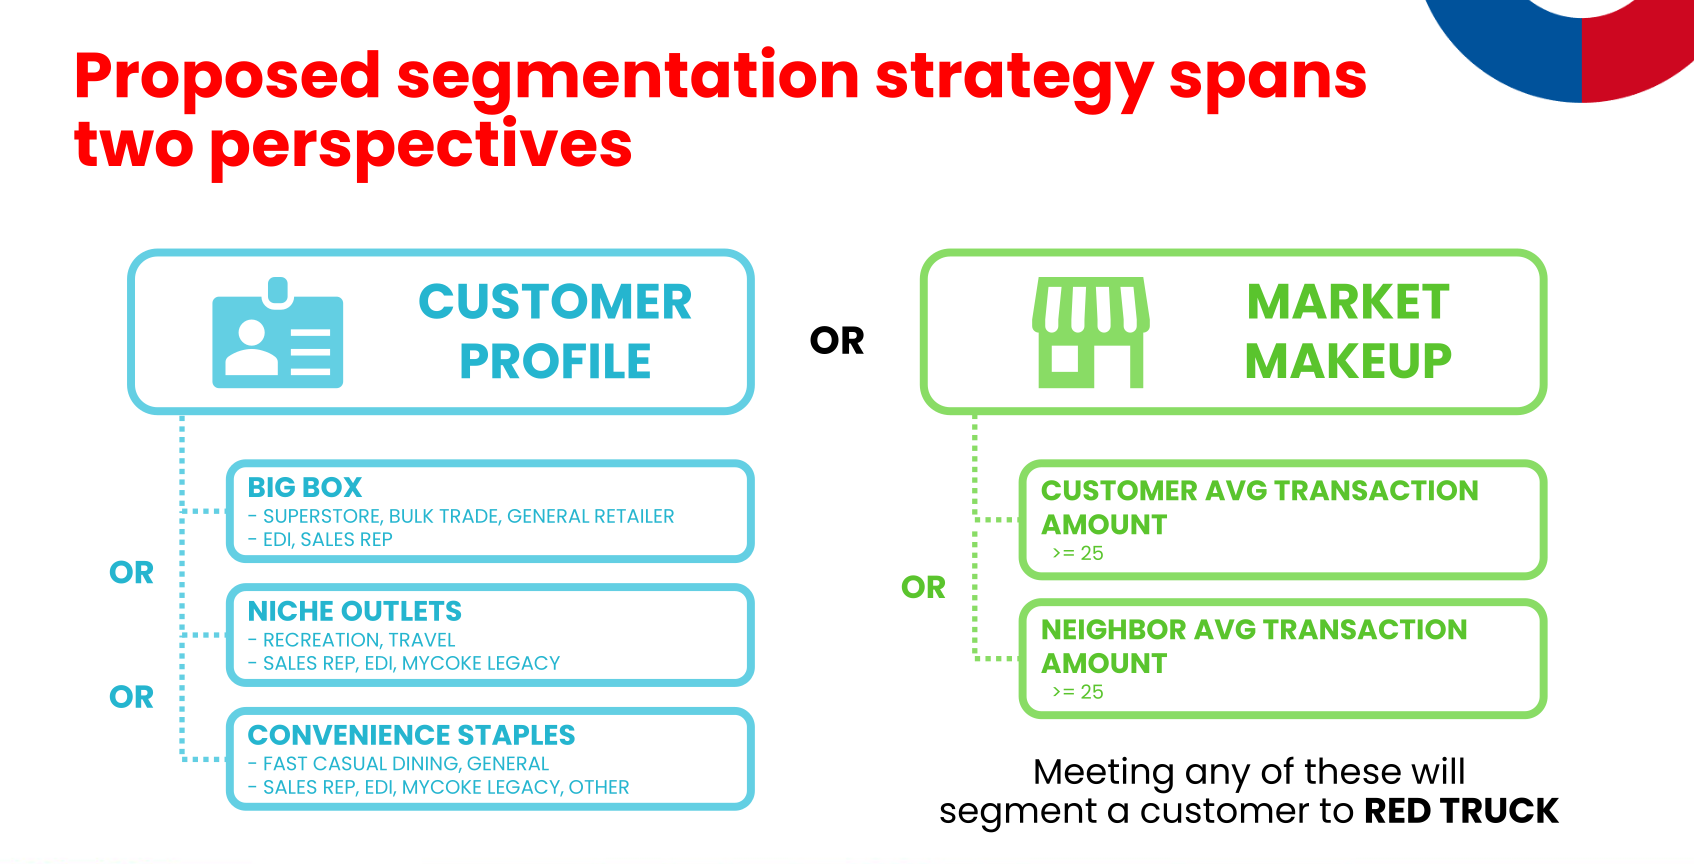 Proposed segmentation strategy spans
two perspectives
CUSTOMER
PROFILE
OR
MARKET
MAKEUP
BIG BOX
- SUPERSTORE, BULK TRADE, GENERAL RETAILER
- EDI, SALES REP
OR
NICHE OUTLETS
- RECREATION, TRAVEL
- SALES REP, EDI, MYCOKE LEGACY
OR
CONVENIENCE STAPLES
- FAST CASUAL DINING, GENERAL
- SALES REP, EDI, MYCOKE LEGACY, OTHER
CUSTOMER AVG TRANSACTION
AMOUNT
>= 25
OR
NEIGHBOR AVG TRANSACTION
AMOUNT
>= 25
Meeting any of these will
segment a customer to RED TRUCK